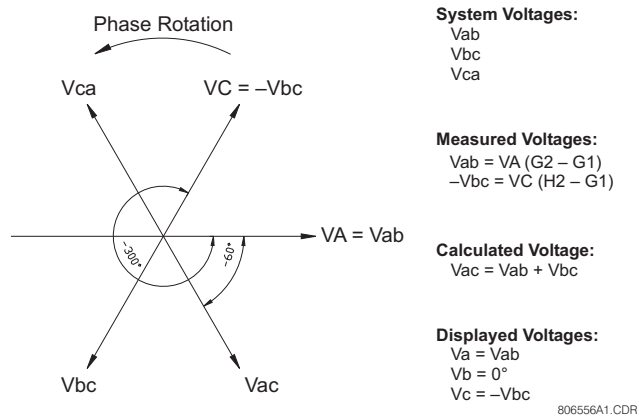 Phase Rotation
Vca
VC = –Vbc
VA = Vab
–300°
–60°
Vbc
Vac
System Voltages:
Vab
Vbc
Vca
Measured Voltages:
Vab = VA (G2 – G1)
–Vbc = VC (H2 – G1)
Calculated Voltage:
Vac = Vab + Vbc
Displayed Voltages:
Va = Vab
Vb = 0°
Vc = –Vbc
806556A1.CDR